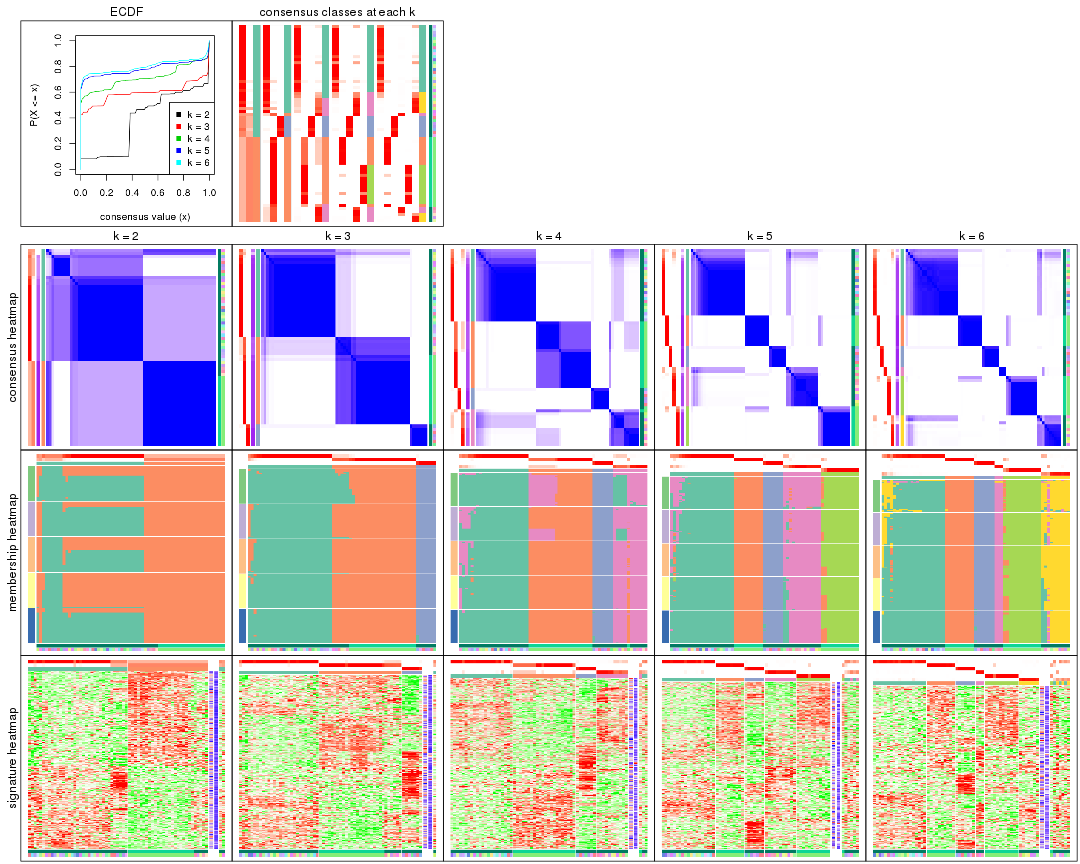 ECDF
consensus classes at each k
P(X <= x)
0.0 0.2 0.4 0.6 0.8 1.0
k = 2
k = 3
k = 4
k = 5
k = 6
0.0 0.2 0.4 0.6 0.8 1.0
consensus value (x)
k = 2
k = 3
k = 4
k = 5
k = 6
consensus heatmap
membership heatmap
signature heatmap